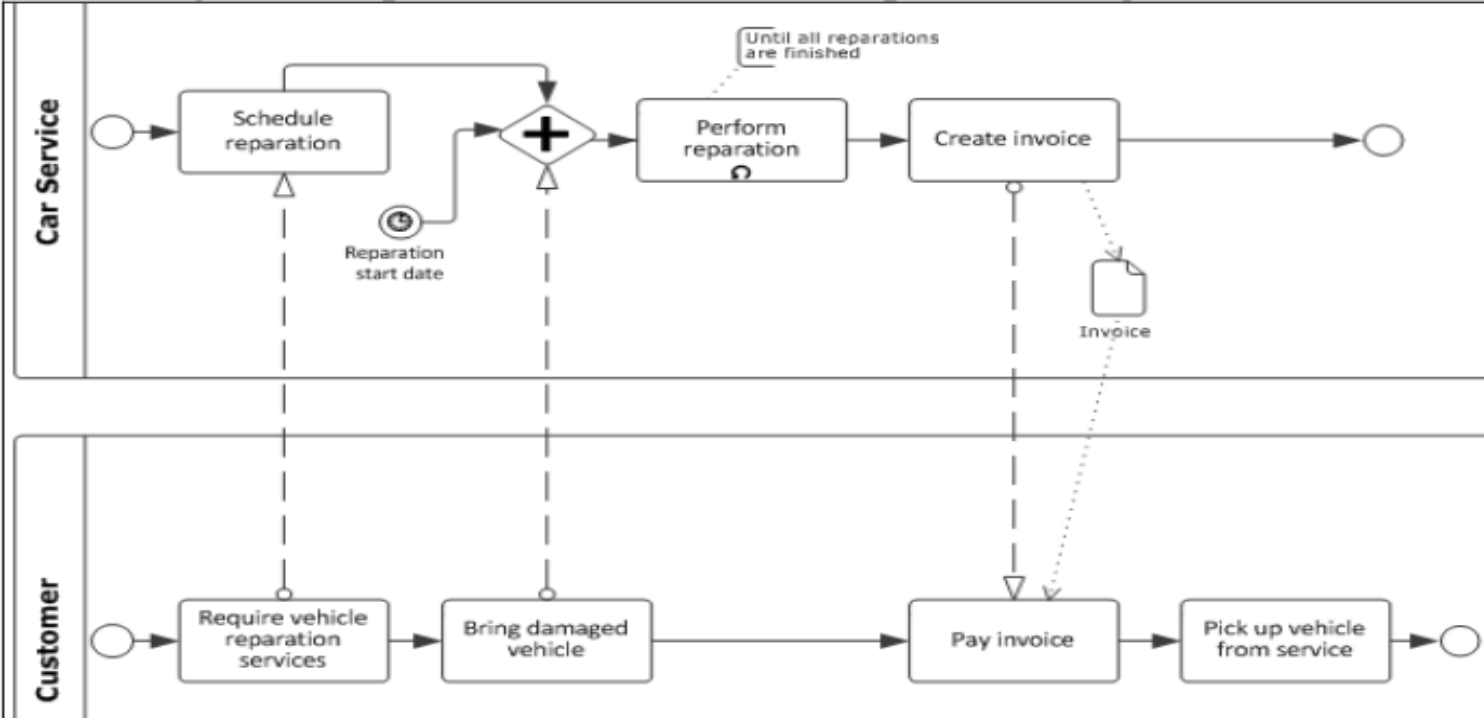 Car Service
Until all reparations
are finished
Schedule
reparation
Perform
reparation
Create invoice
Reparation
start date
Invoice
Customer
Require vehicle
reparation
services
Bring damaged
vehicle
Pay invoice
Pick up vehicle
from service